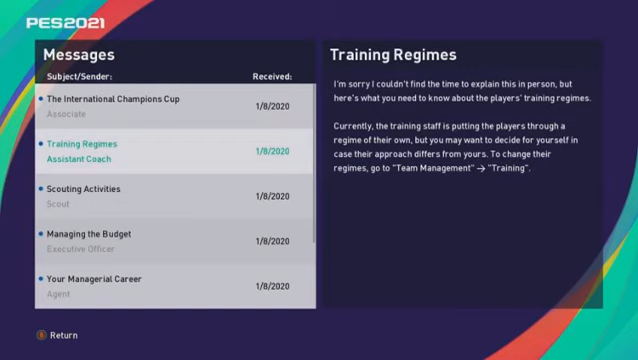 PES2021
Messages
Subject/Sender:
Received:
The International Champions Cup
Associate
1/8/2020
Training Regimes
Assistant Coach
1/8/2020
Scouting Activities
Scout
1/8/2020
Managing the Budget
Executive Officer
1/8/2020
Your Managerial Career
Agent
1/8/2020
Training Regimes
I'm sorry I couldn't find the time to explain this in person, but
here's what you need to know about the players' training regimes.
Currently, the training staff is putting the players through a
regime of their own, but you may want to decide for yourself in
case their approach differs from yours. To change their
regimes, go to "Team Management" → "Training".
Return